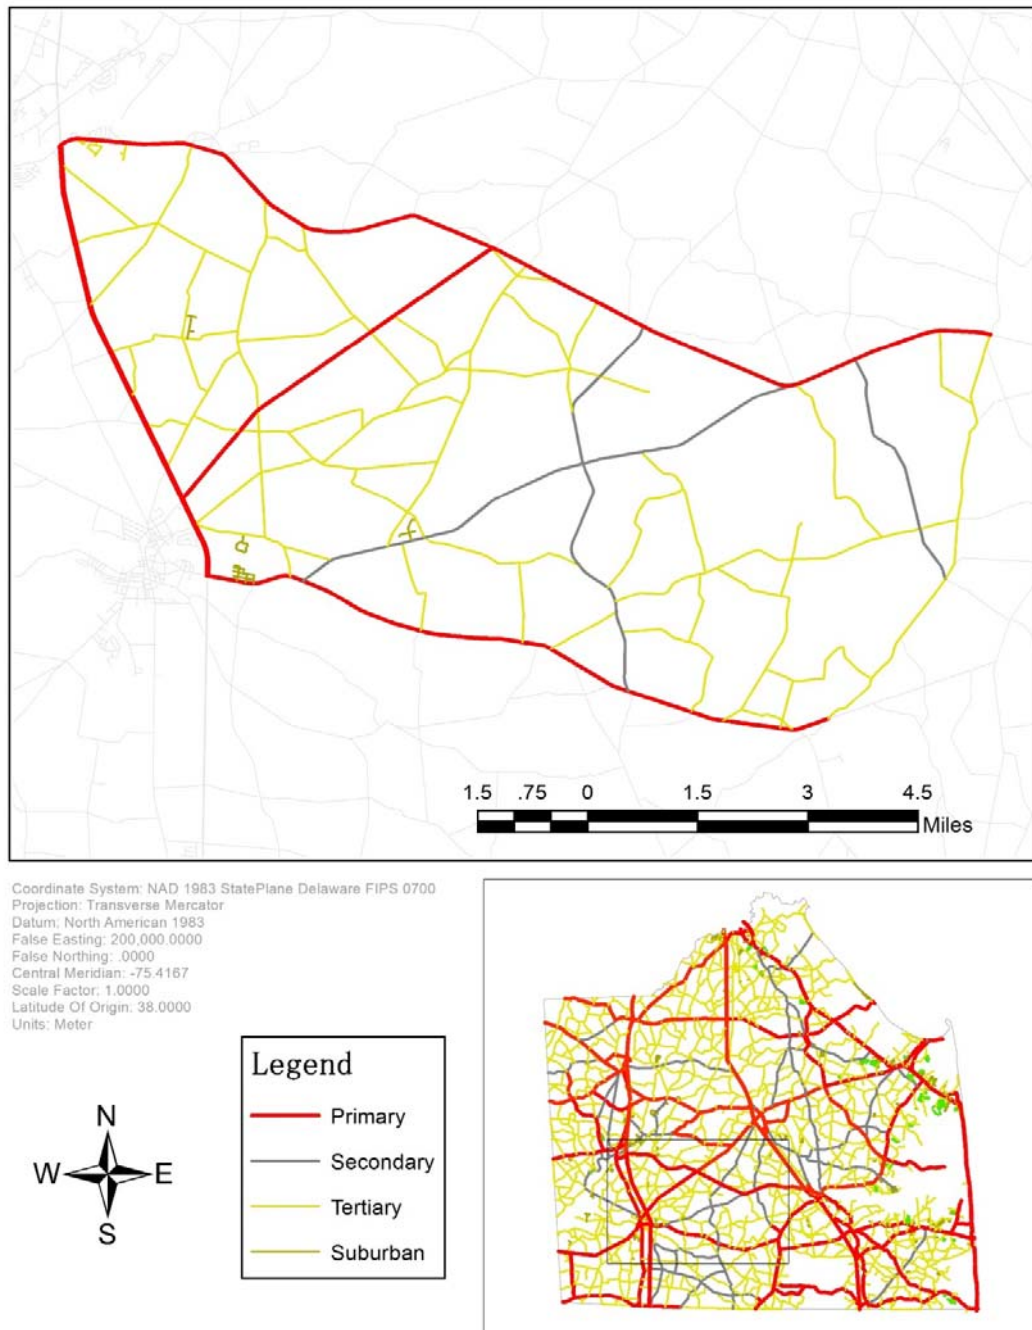 1.5 .75 0 1.5 3 4.5
Miles
Coordinate System: NAD 1983 StatePlane Delaware FIPS 0700
Projection: Transverse Mercator
Datum: North American 1983
False Easting: 200,000.0000
False Northing: .0000
Central Meridian: -75.4167
Scale Factor: 1.0000
Latitude Of Origin: 38.0000
Units: Meter
N
W E
S
Legend
Primary
Secondary
Tertiary
Suburban